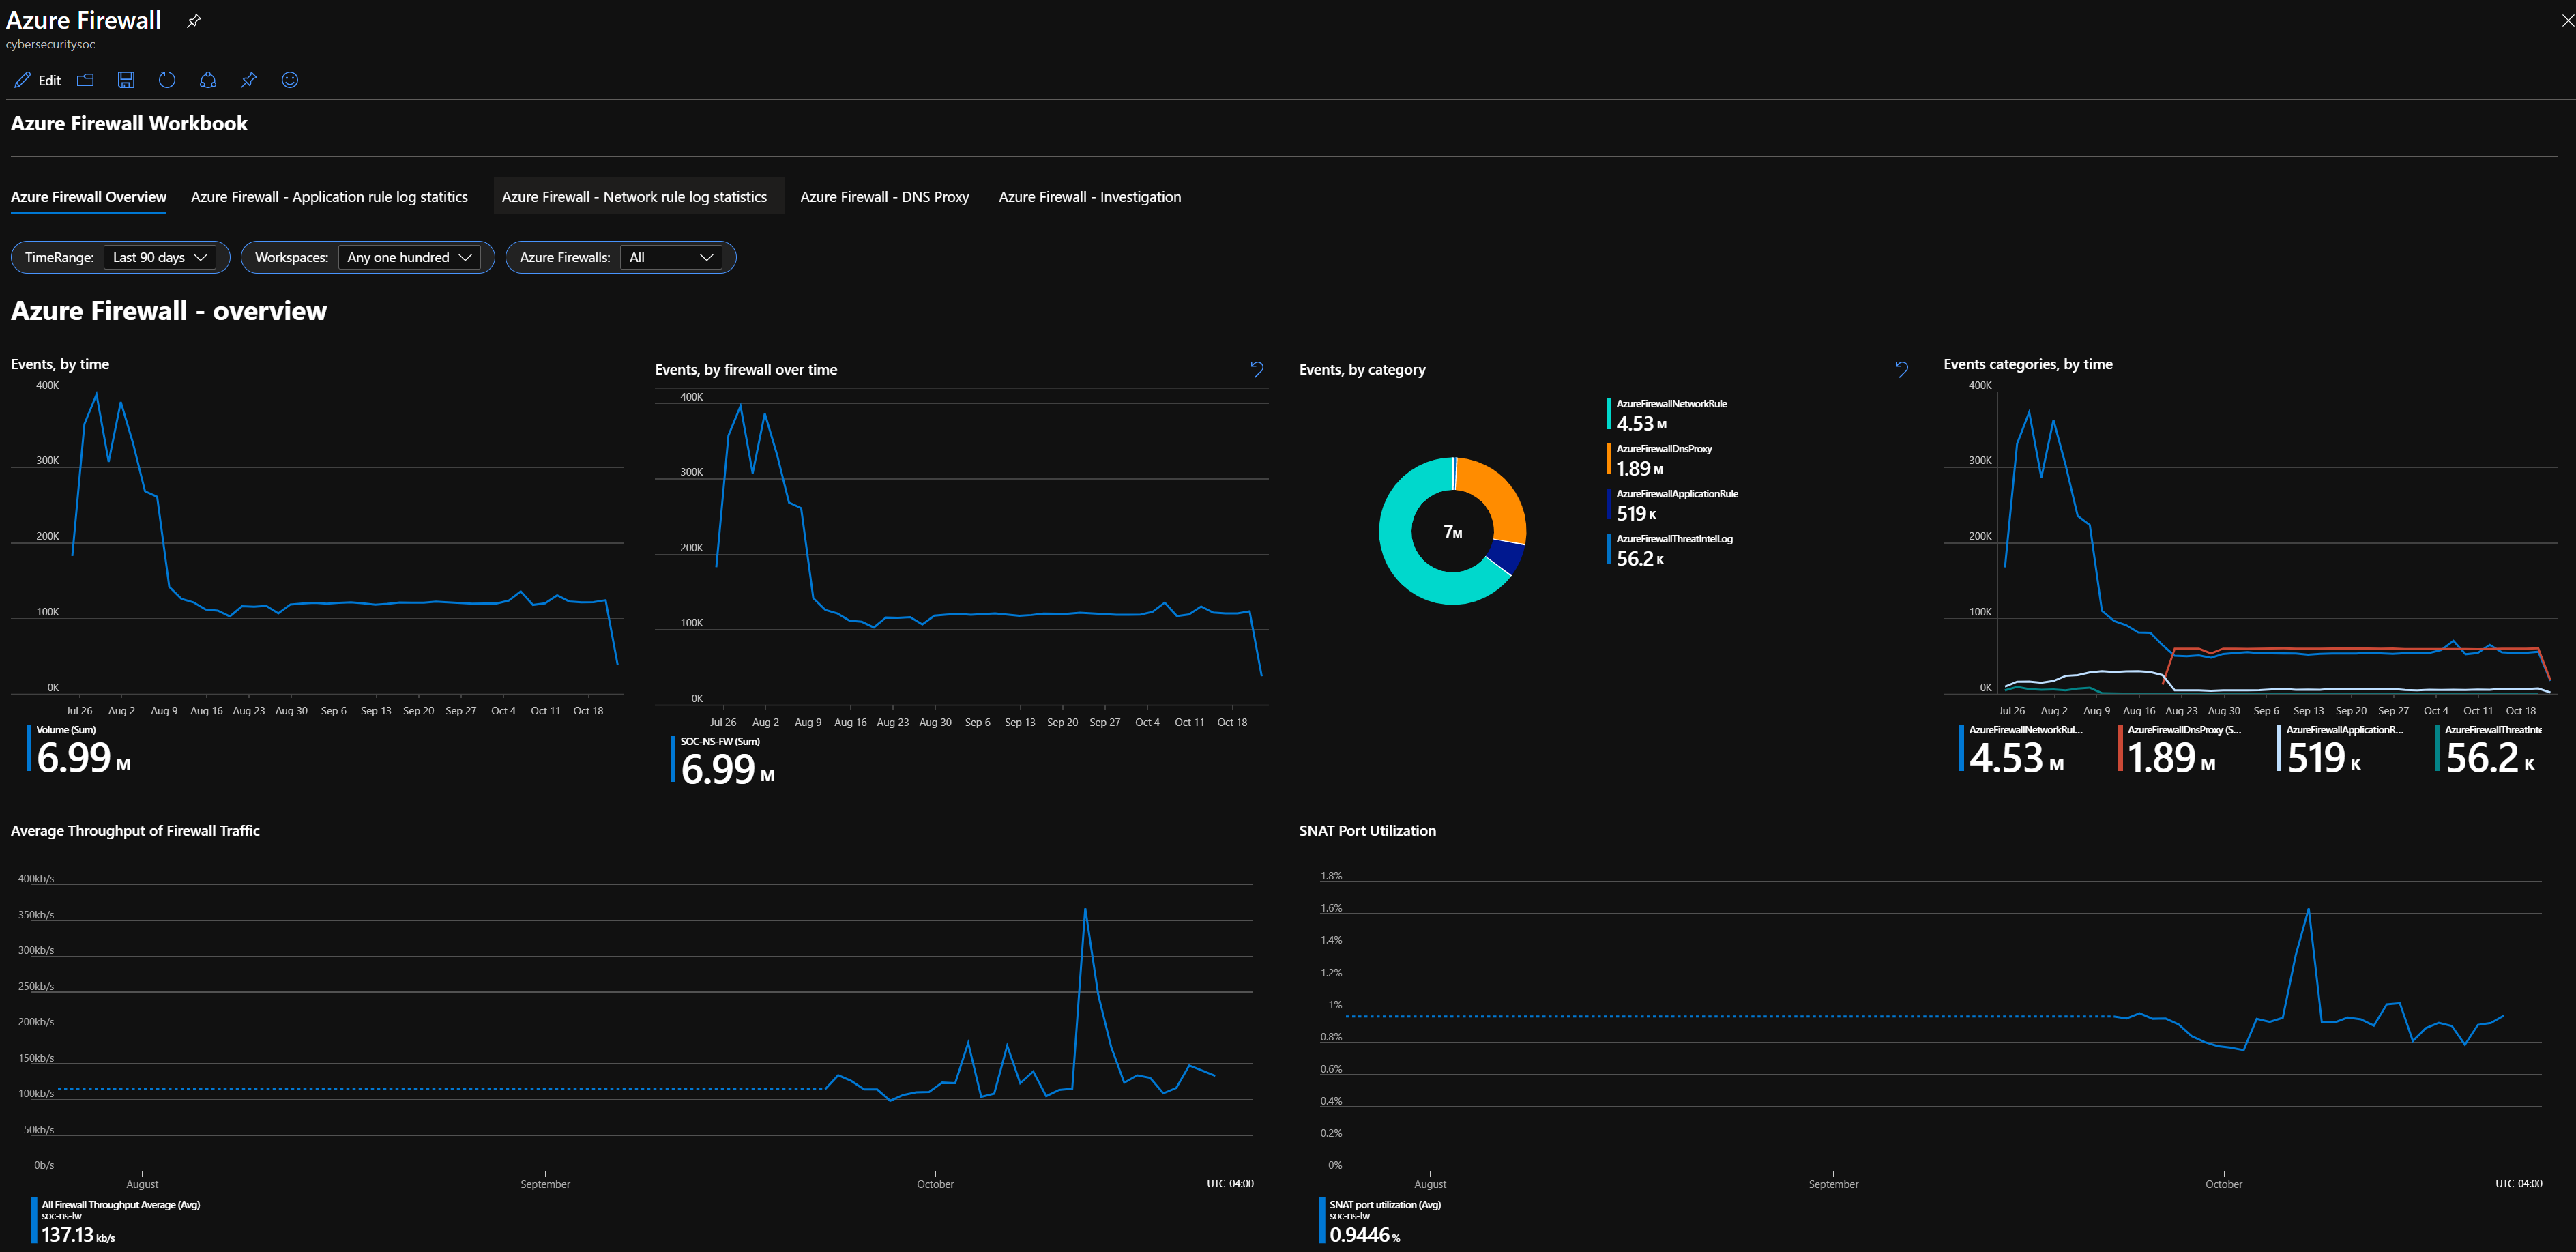 Azure Firewall
cybersecuritysoc
Edit
Azure Firewall Workbook
Azure Firewall Overview Azure Firewall - Application rule log statitics Azure Firewall - Network rule log statistics Azure Firewall - DNS Proxy Azure Firewall - Investigation
TimeRange: Last 90 days Workspaces: Any one hundred Azure Firewalls: All
Azure Firewall - overview
Events, by time
400K
300K
200K
100K
0K
Jul 26 Aug 2 Aug 9 Aug 16 Aug 23 Aug 30 Sep 6 Sep 13 Sep 20 Sep 27 Oct 4 Oct 11 Oct 18
Volume (Sum)
6.99 M
Events, by firewall over time
400K
300K
200K
100K
0K
Jul 26 Aug 2 Aug 9 Aug 16 Aug 23 Aug 30 Sep 6 Sep 13 Sep 20 Sep 27 Oct 4 Oct 11 Oct 18
SOC-NS-FW (Sum)
6.99 M
Events, by category
7M
AzureFirewallNetworkRule
4.53 M
AzureFirewallDnsProxy
1.89 M
AzureFirewallApplicationRule
519 K
AzureFirewallThreatIntelLog
56.2 K
Events categories, by time
400K
300K
200K
100K
0K
Jul 26 Aug 2 Aug 9 Aug 16 Aug 23 Aug 30 Sep 6 Sep 13 Sep 20 Sep 27 Oct 4 Oct 11 Oct 18
AzureFirewallNetworkRul... AzureFirewallDnsProxy (S... AzureFirewallApplicationR... AzureFirewallThreatInte
4.53 M 1.89 M 519 K 56.2 K
Average Throughput of Firewall Traffic
400kb/s
350kb/s
300kb/s
250kb/s
200kb/s
150kb/s
100kb/s
50kb/s
0b/s
August September October UTC-04:00
All Firewall Throughput Average (Avg)
soc-ns-fw
137.13 kb/s
SNAT Port Utilization
1.8%
1.6%
1.4%
1.2%
1%
0.8%
0.6%
0.4%
0.2%
0%
August September October UTC-04:00
SNAT port utilization (Avg)
soc-ns-fw
0.9446 %